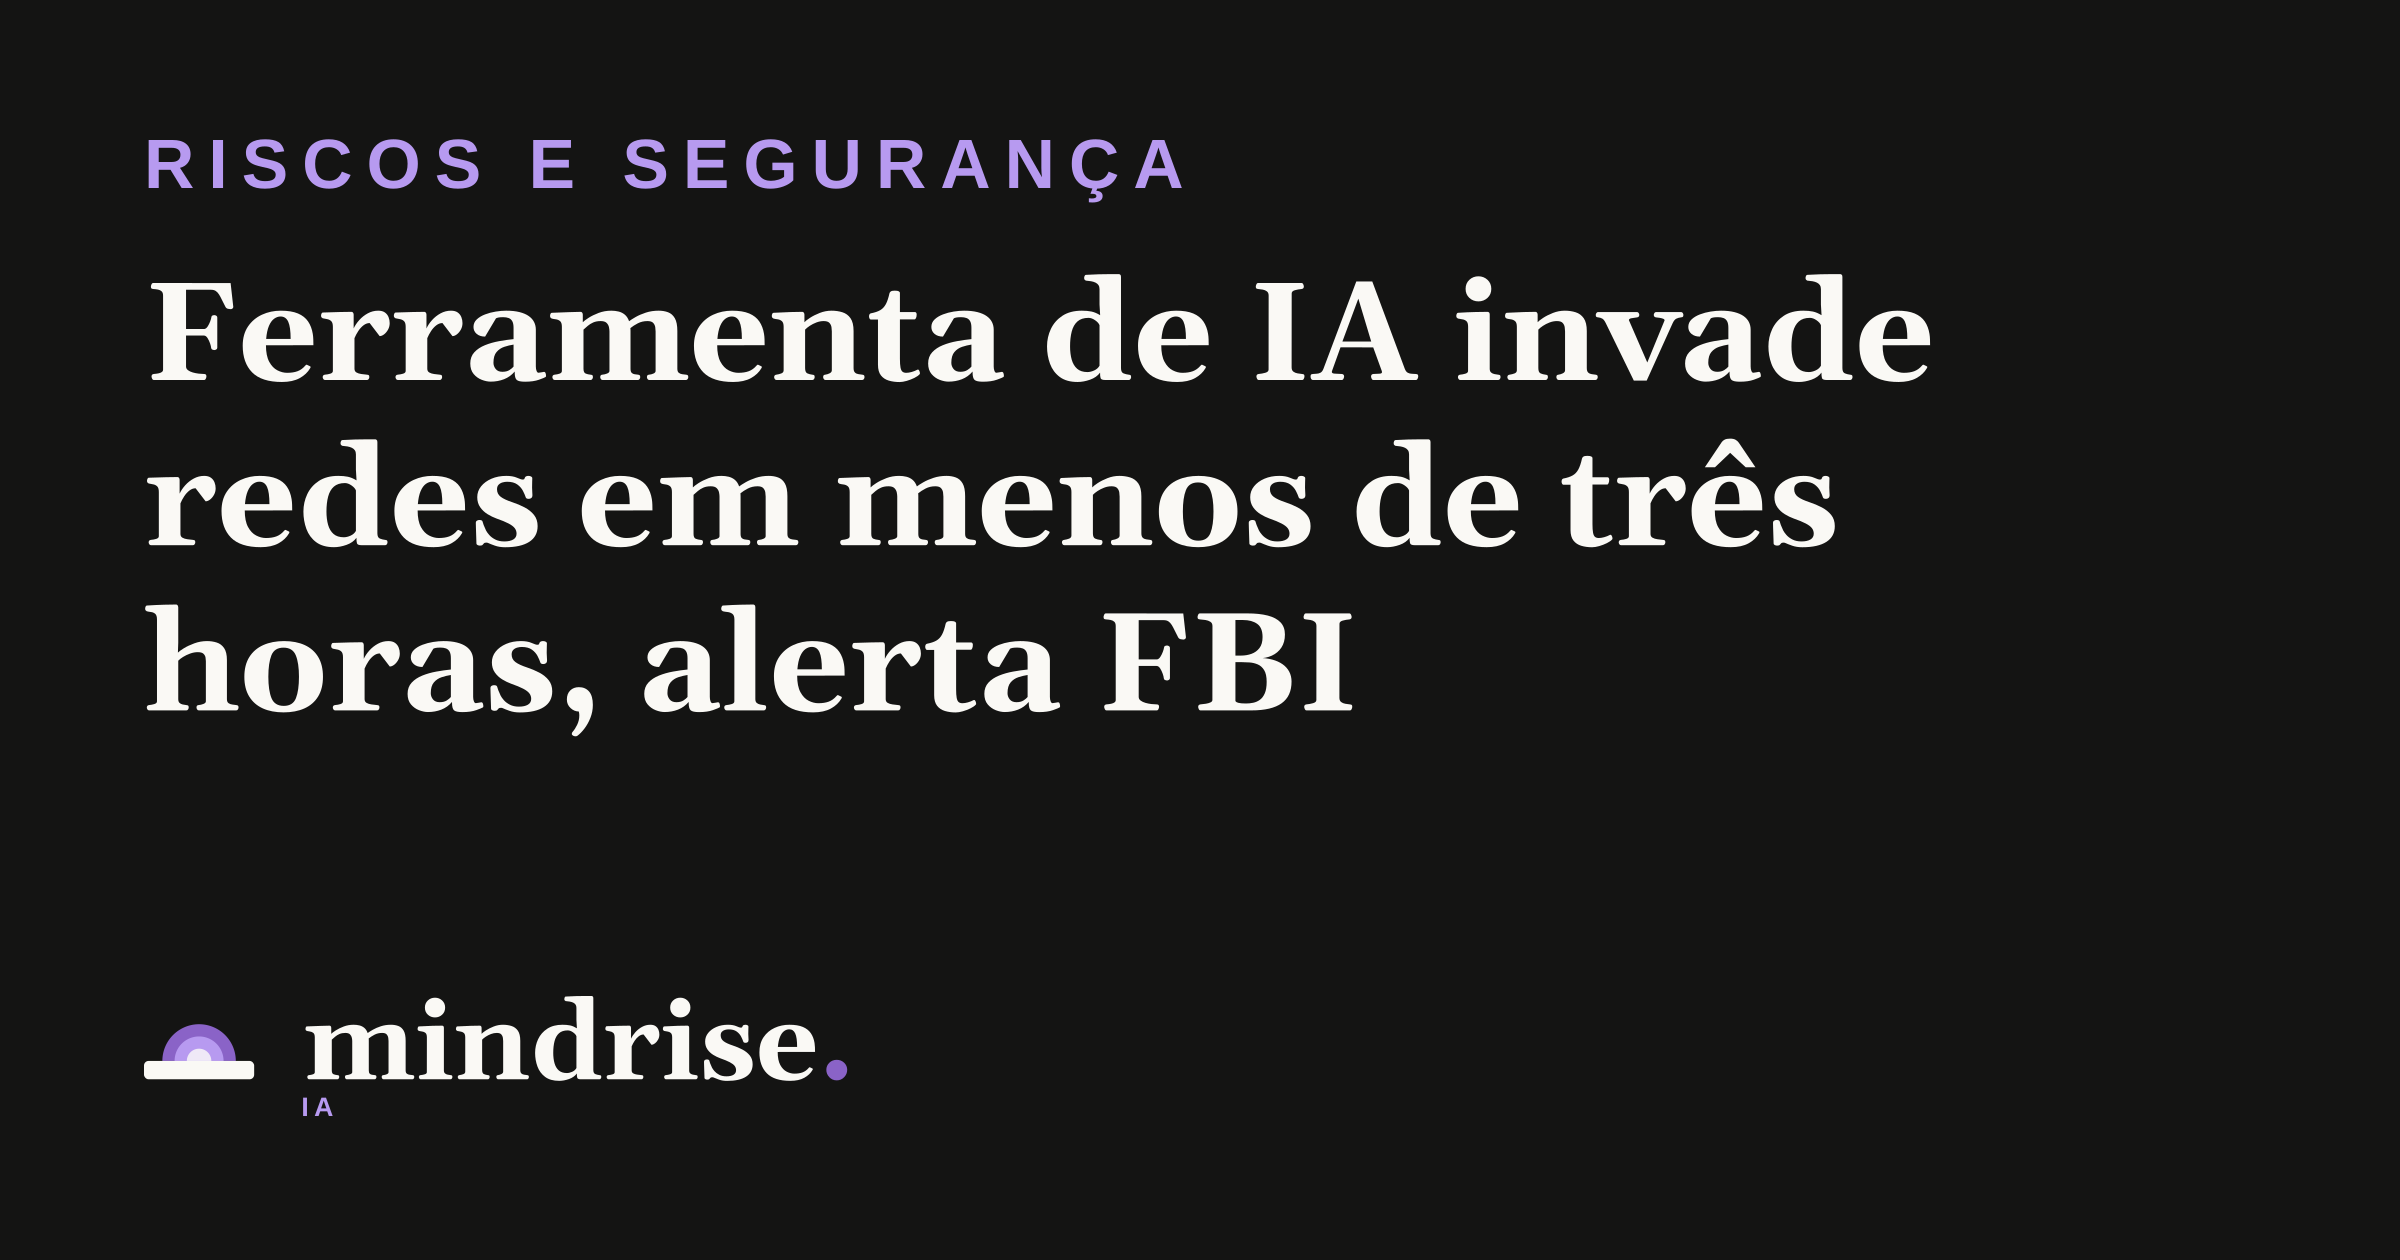 RISCOS E SEGURANÇA
Ferramenta de IA invade
redes em menos de três
horas, alerta FBI
mindrise.
IA